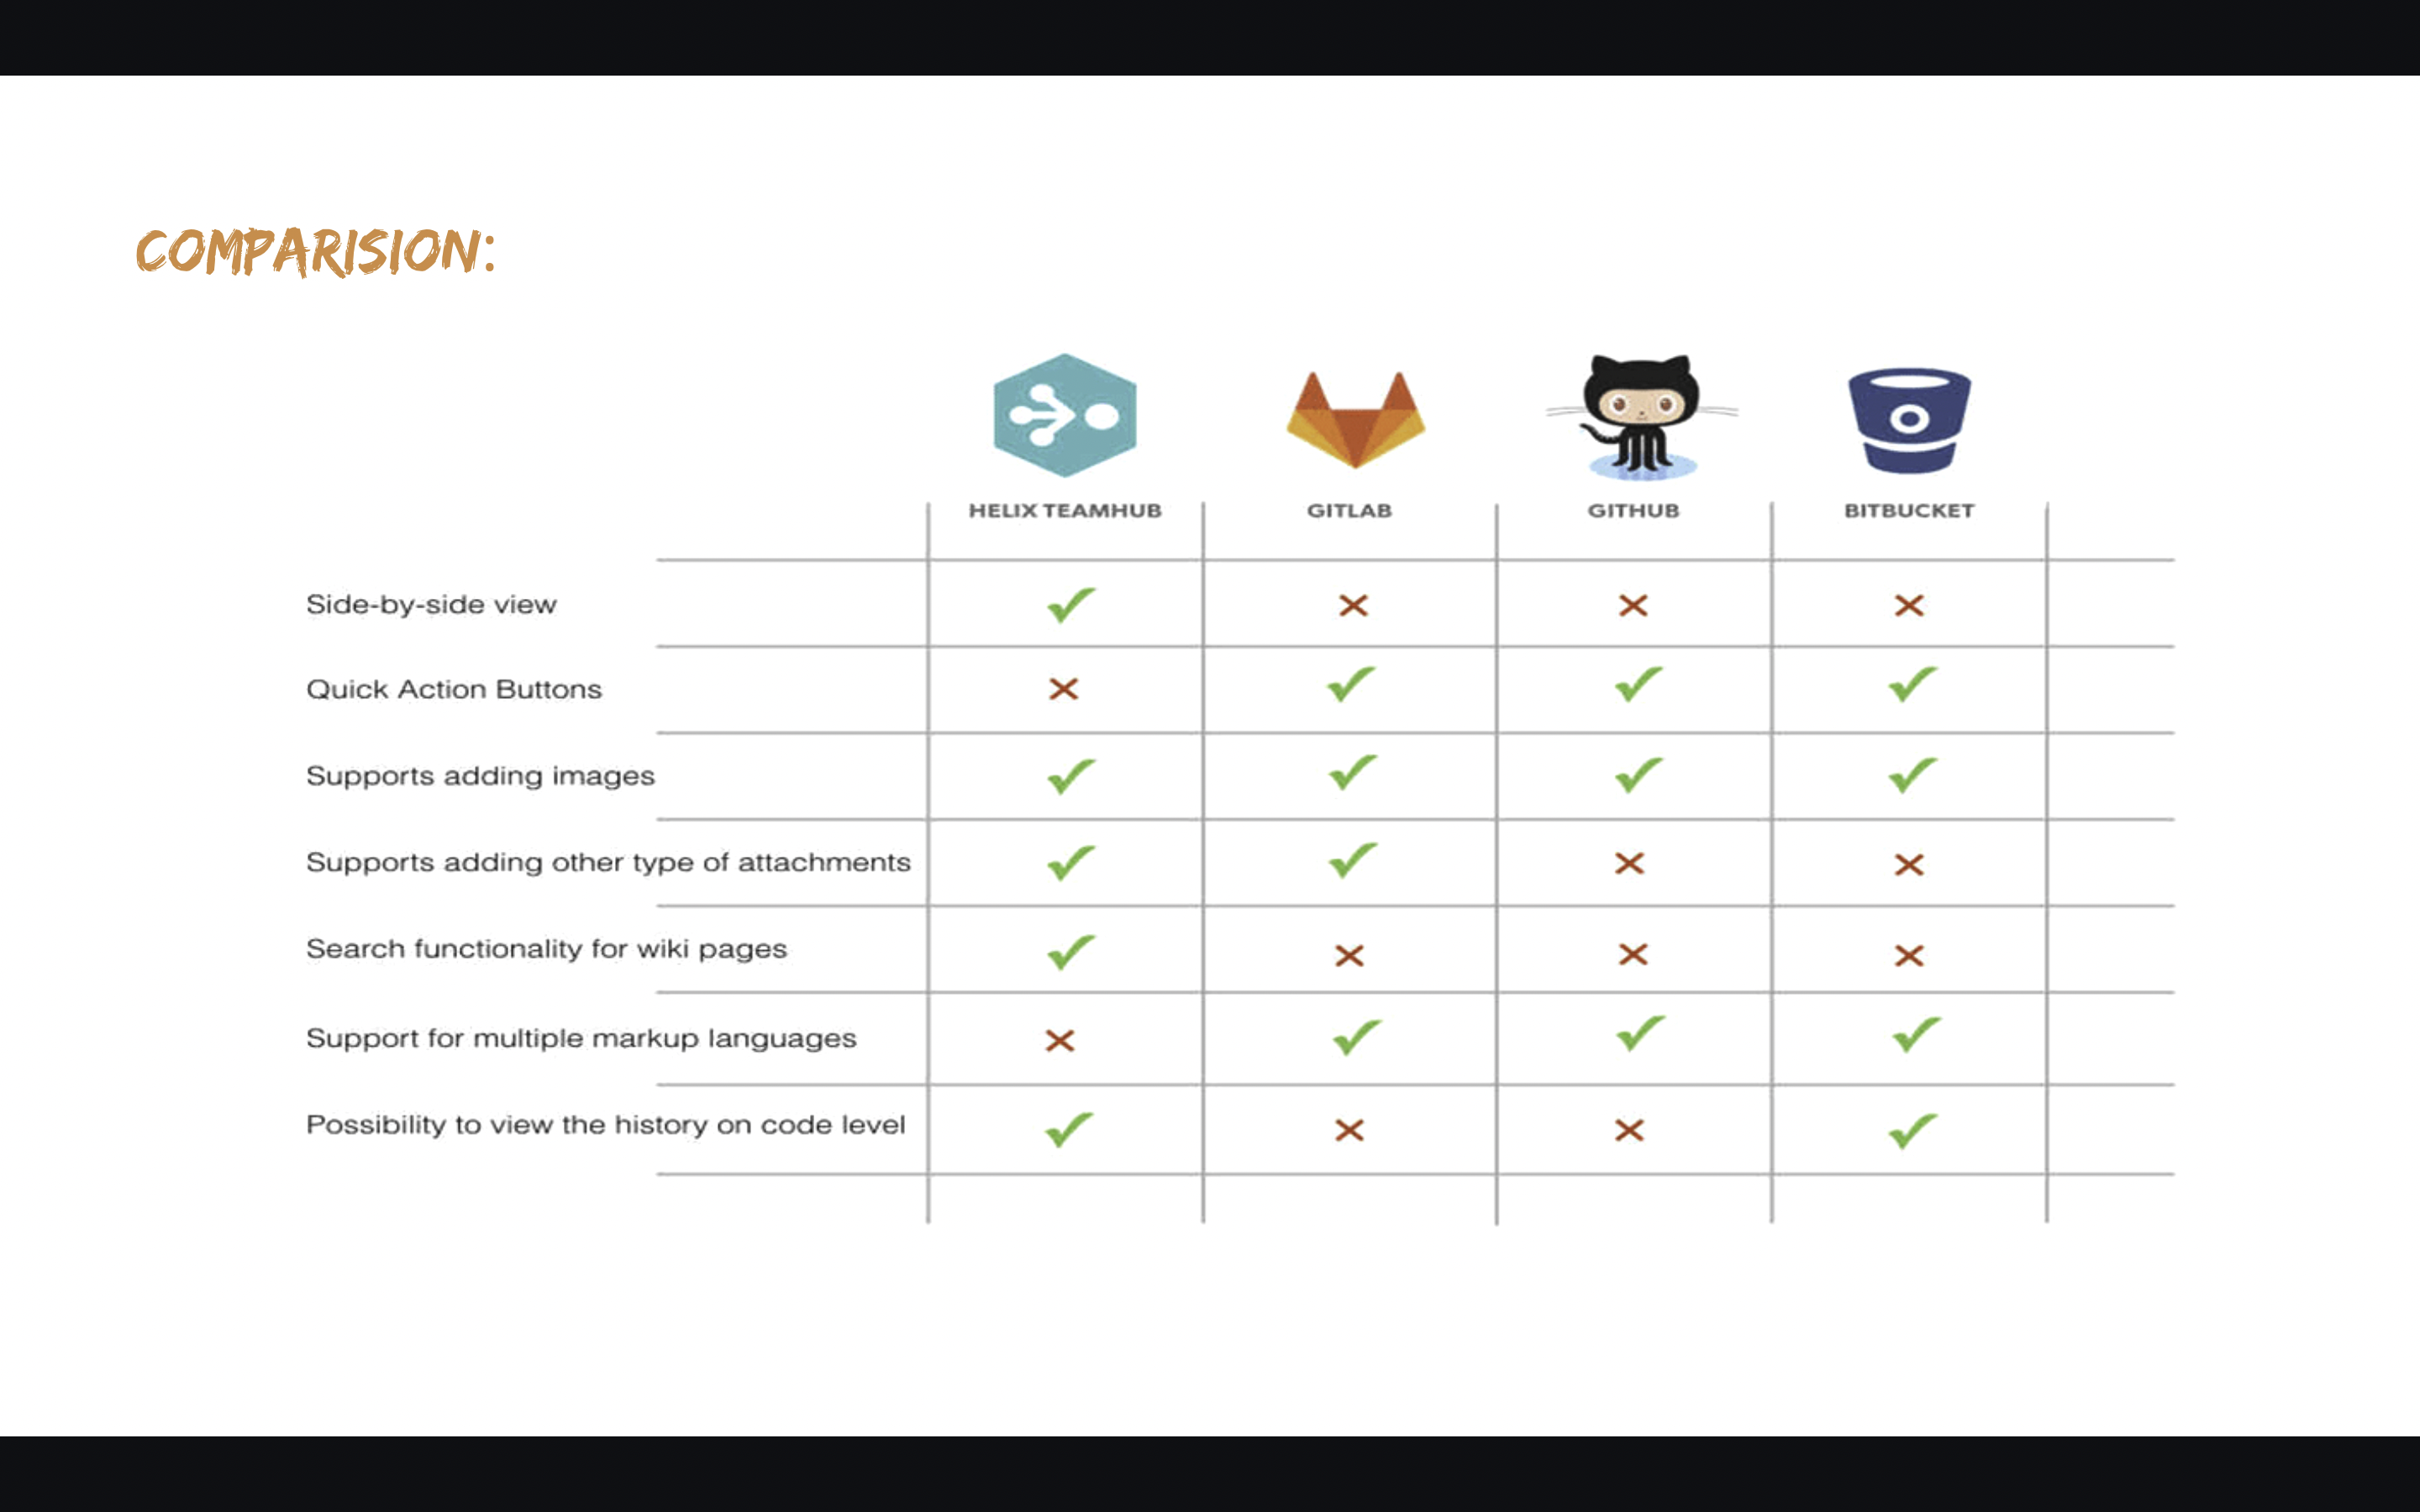 COMPARISION:
HELIX TEAMHUB GITLAB GITHUB BITBUCKET
Side-by-side view
Quick Action Buttons
Supports adding images
Supports adding other type of attachments
Search functionality for wiki pages
Support for multiple markup languages
Possibility to view the history on code level